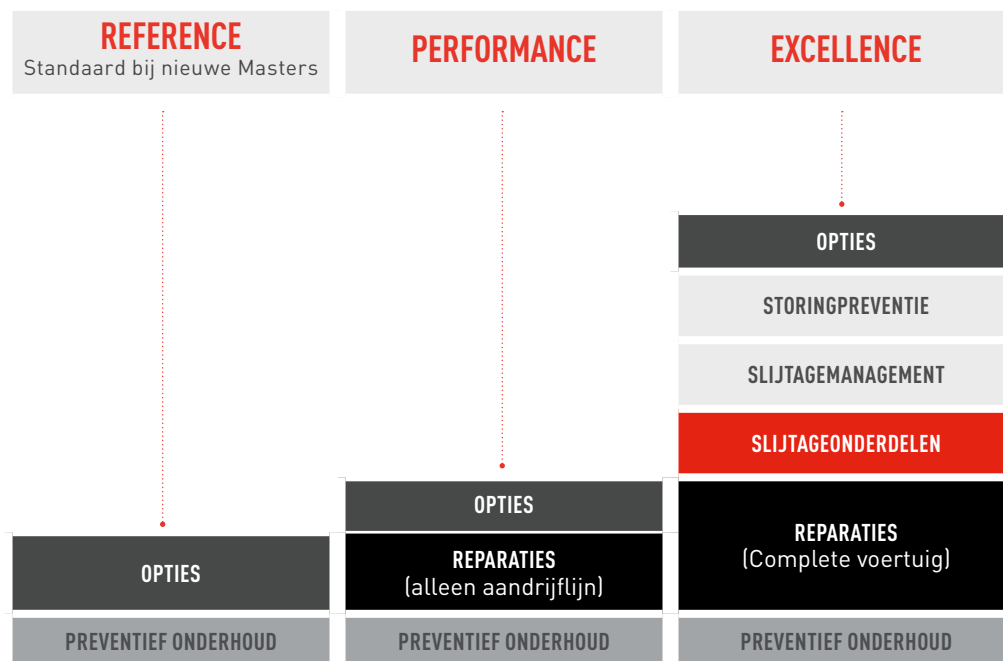 REFERENCE
Standaard bij nieuwe Masters
PERFORMANCE
EXCELLENCE
OPTIES
STORINGPREVENTIE
SLIJTAGEMANAGEMENT
SLIJTAGEONDERDELEN
OPTIES
REPARATIES
(Complete voertuig)
REPARATIES
(alleen aandrijflijn)
OPTIES
PREVENTIEF ONDERHOUD
PREVENTIEF ONDERHOUD
PREVENTIEF ONDERHOUD